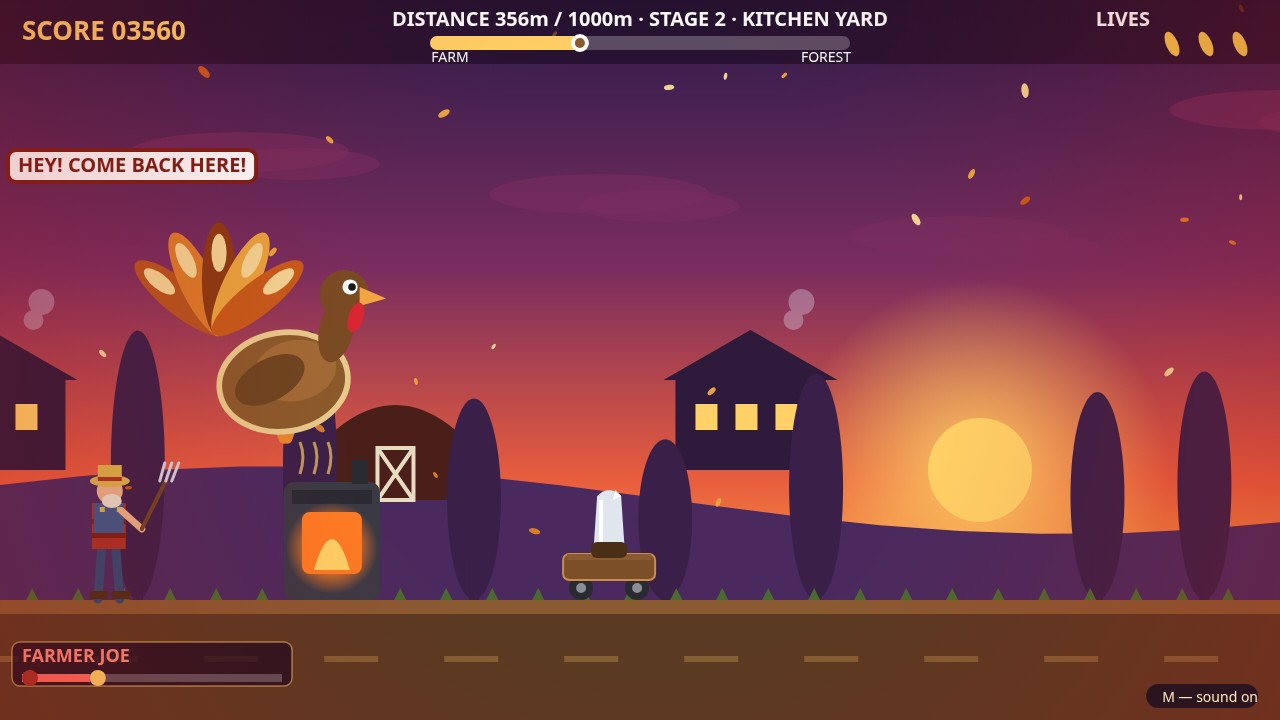 SCORE 03560
DISTANCE 356m / 1000m · STAGE 2 · KITCHEN YARD
LIVES
FARM
FOREST
HEY! COME BACK HERE!
FARMER JOE
M — sound on